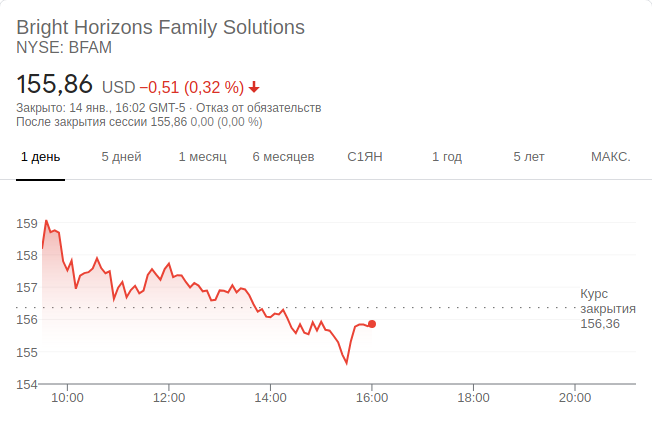 Bright Horizons Family Solutions
NYSE: BFAM
155,86 USD −0,51 (0,32 %)
Закрыто: 14 янв., 16:02 GMT-5 · Отказ от обязательств
После закрытия сессии 155,86 0,00 (0,00 %)
1 день 5 дней 1 месяц 6 месяцев С1ЯН 1 год 5 лет МАКС.
159
158
157
Курс
закрытия
156,36
156
155
154
10:00 12:00 14:00 16:00 18:00 20:00